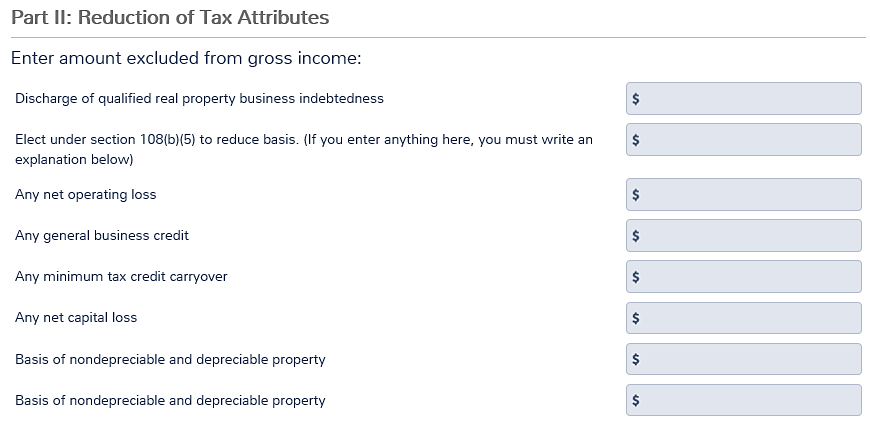 Part II: Reduction of Tax Attributes
Enter amount excluded from gross income:
Discharge of qualified real property business indebtedness $
Elect under section 108(b)(5) to reduce basis. (If you enter anything here, you must write an $
explanation below)
Any net operating loss $
Any general business credit $
Any minimum tax credit carryover $
Any net capital loss $
Basis of nondepreciable and depreciable property $
Basis of nondepreciable and depreciable property $